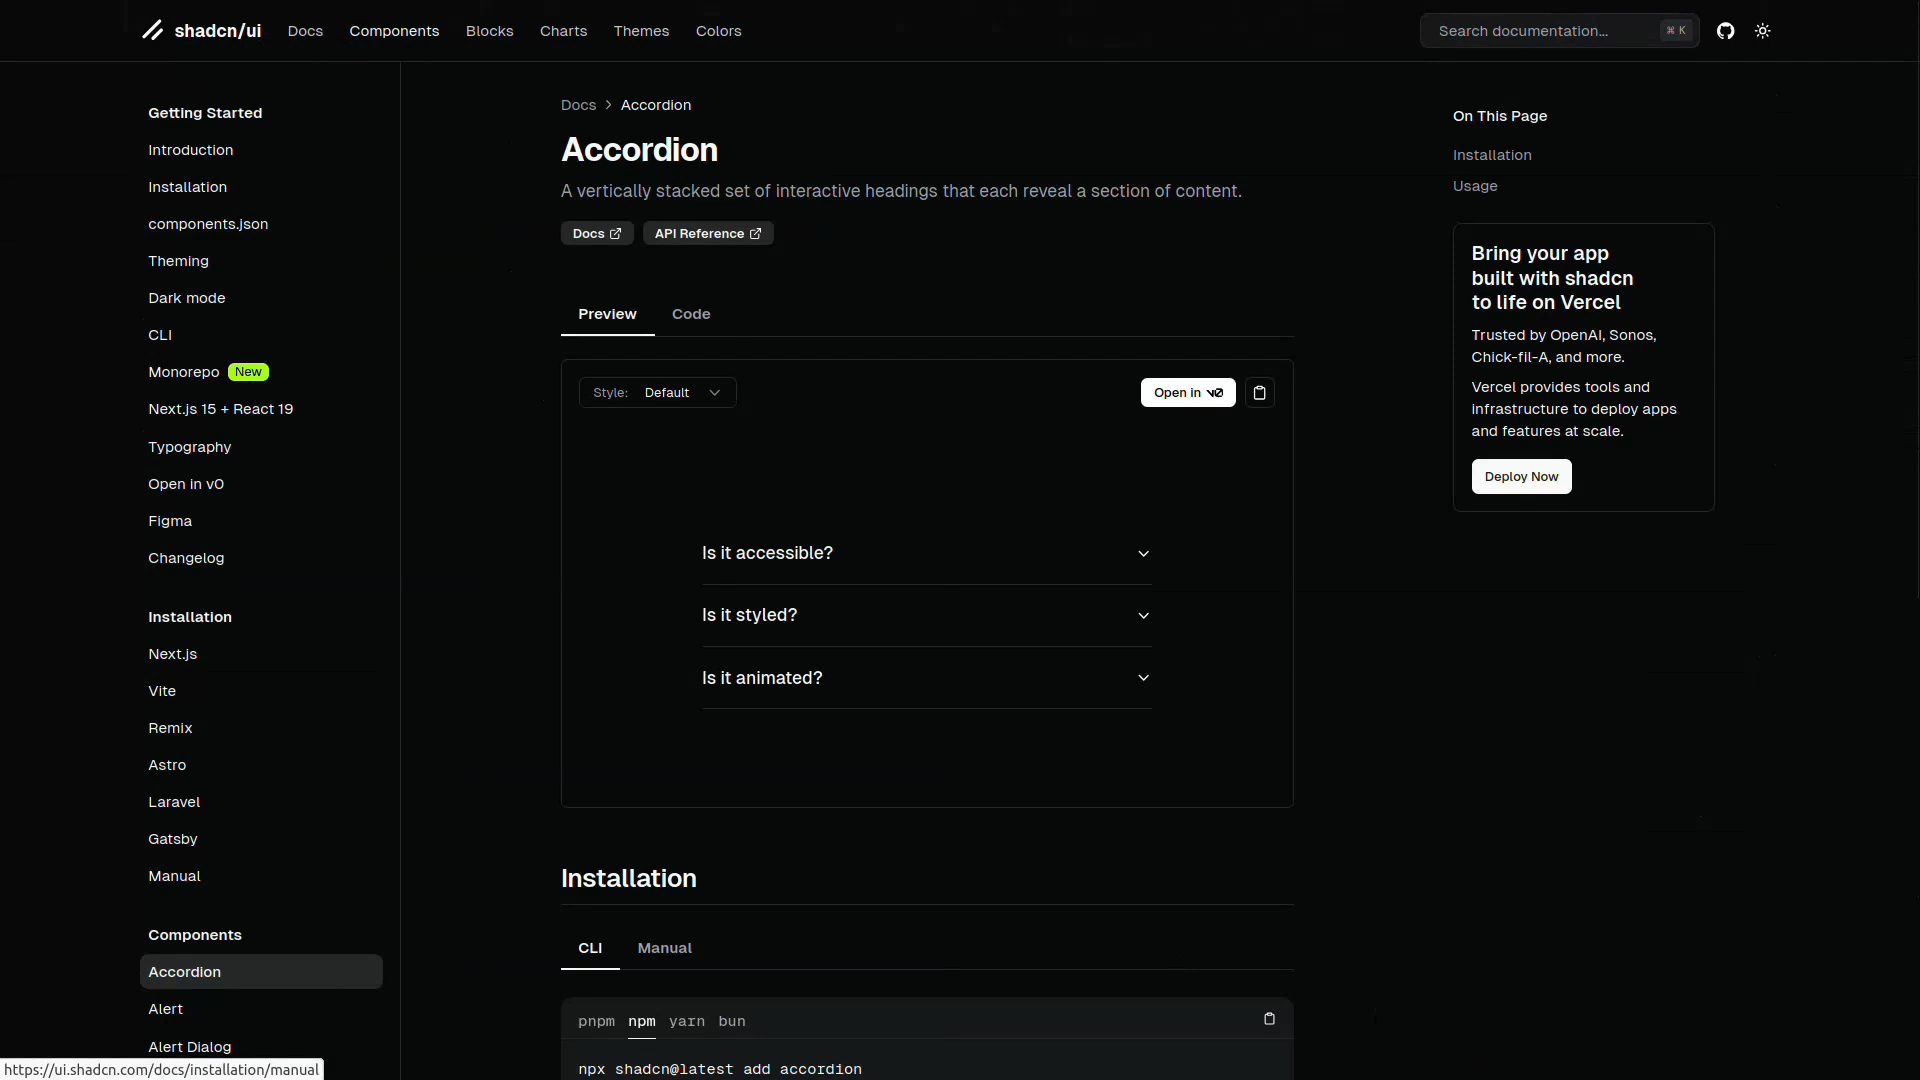 shadcn/ui
Docs
Components
Blocks
Charts
Themes
Colors
Search documentation...
⌘ K
Getting Started
Introduction
Installation
components.json
Theming
Dark mode
CLI
Monorepo New
Next.js 15 + React 19
Typography
Open in v0
Figma
Changelog
Installation
Next.js
Vite
Remix
Astro
Laravel
Gatsby
Manual
Components
Accordion
Alert
Alert Dialog
https://ui.shadcn.com/docs/installation/manual
Docs > Accordion
Accordion
A vertically stacked set of interactive headings that each reveal a section of content.
Docs
API Reference
Preview
Code
Style: Default
Open in v0
Is it accessible?
Is it styled?
Is it animated?
Installation
CLI
Manual
pnpm npm yarn bun
npx shadcn@latest add accordion
On This Page
Installation
Usage
Bring your app
built with shadcn
to life on Vercel
Trusted by OpenAI, Sonos,
Chick-fil-A, and more.
Vercel provides tools and
infrastructure to deploy apps
and features at scale.
Deploy Now